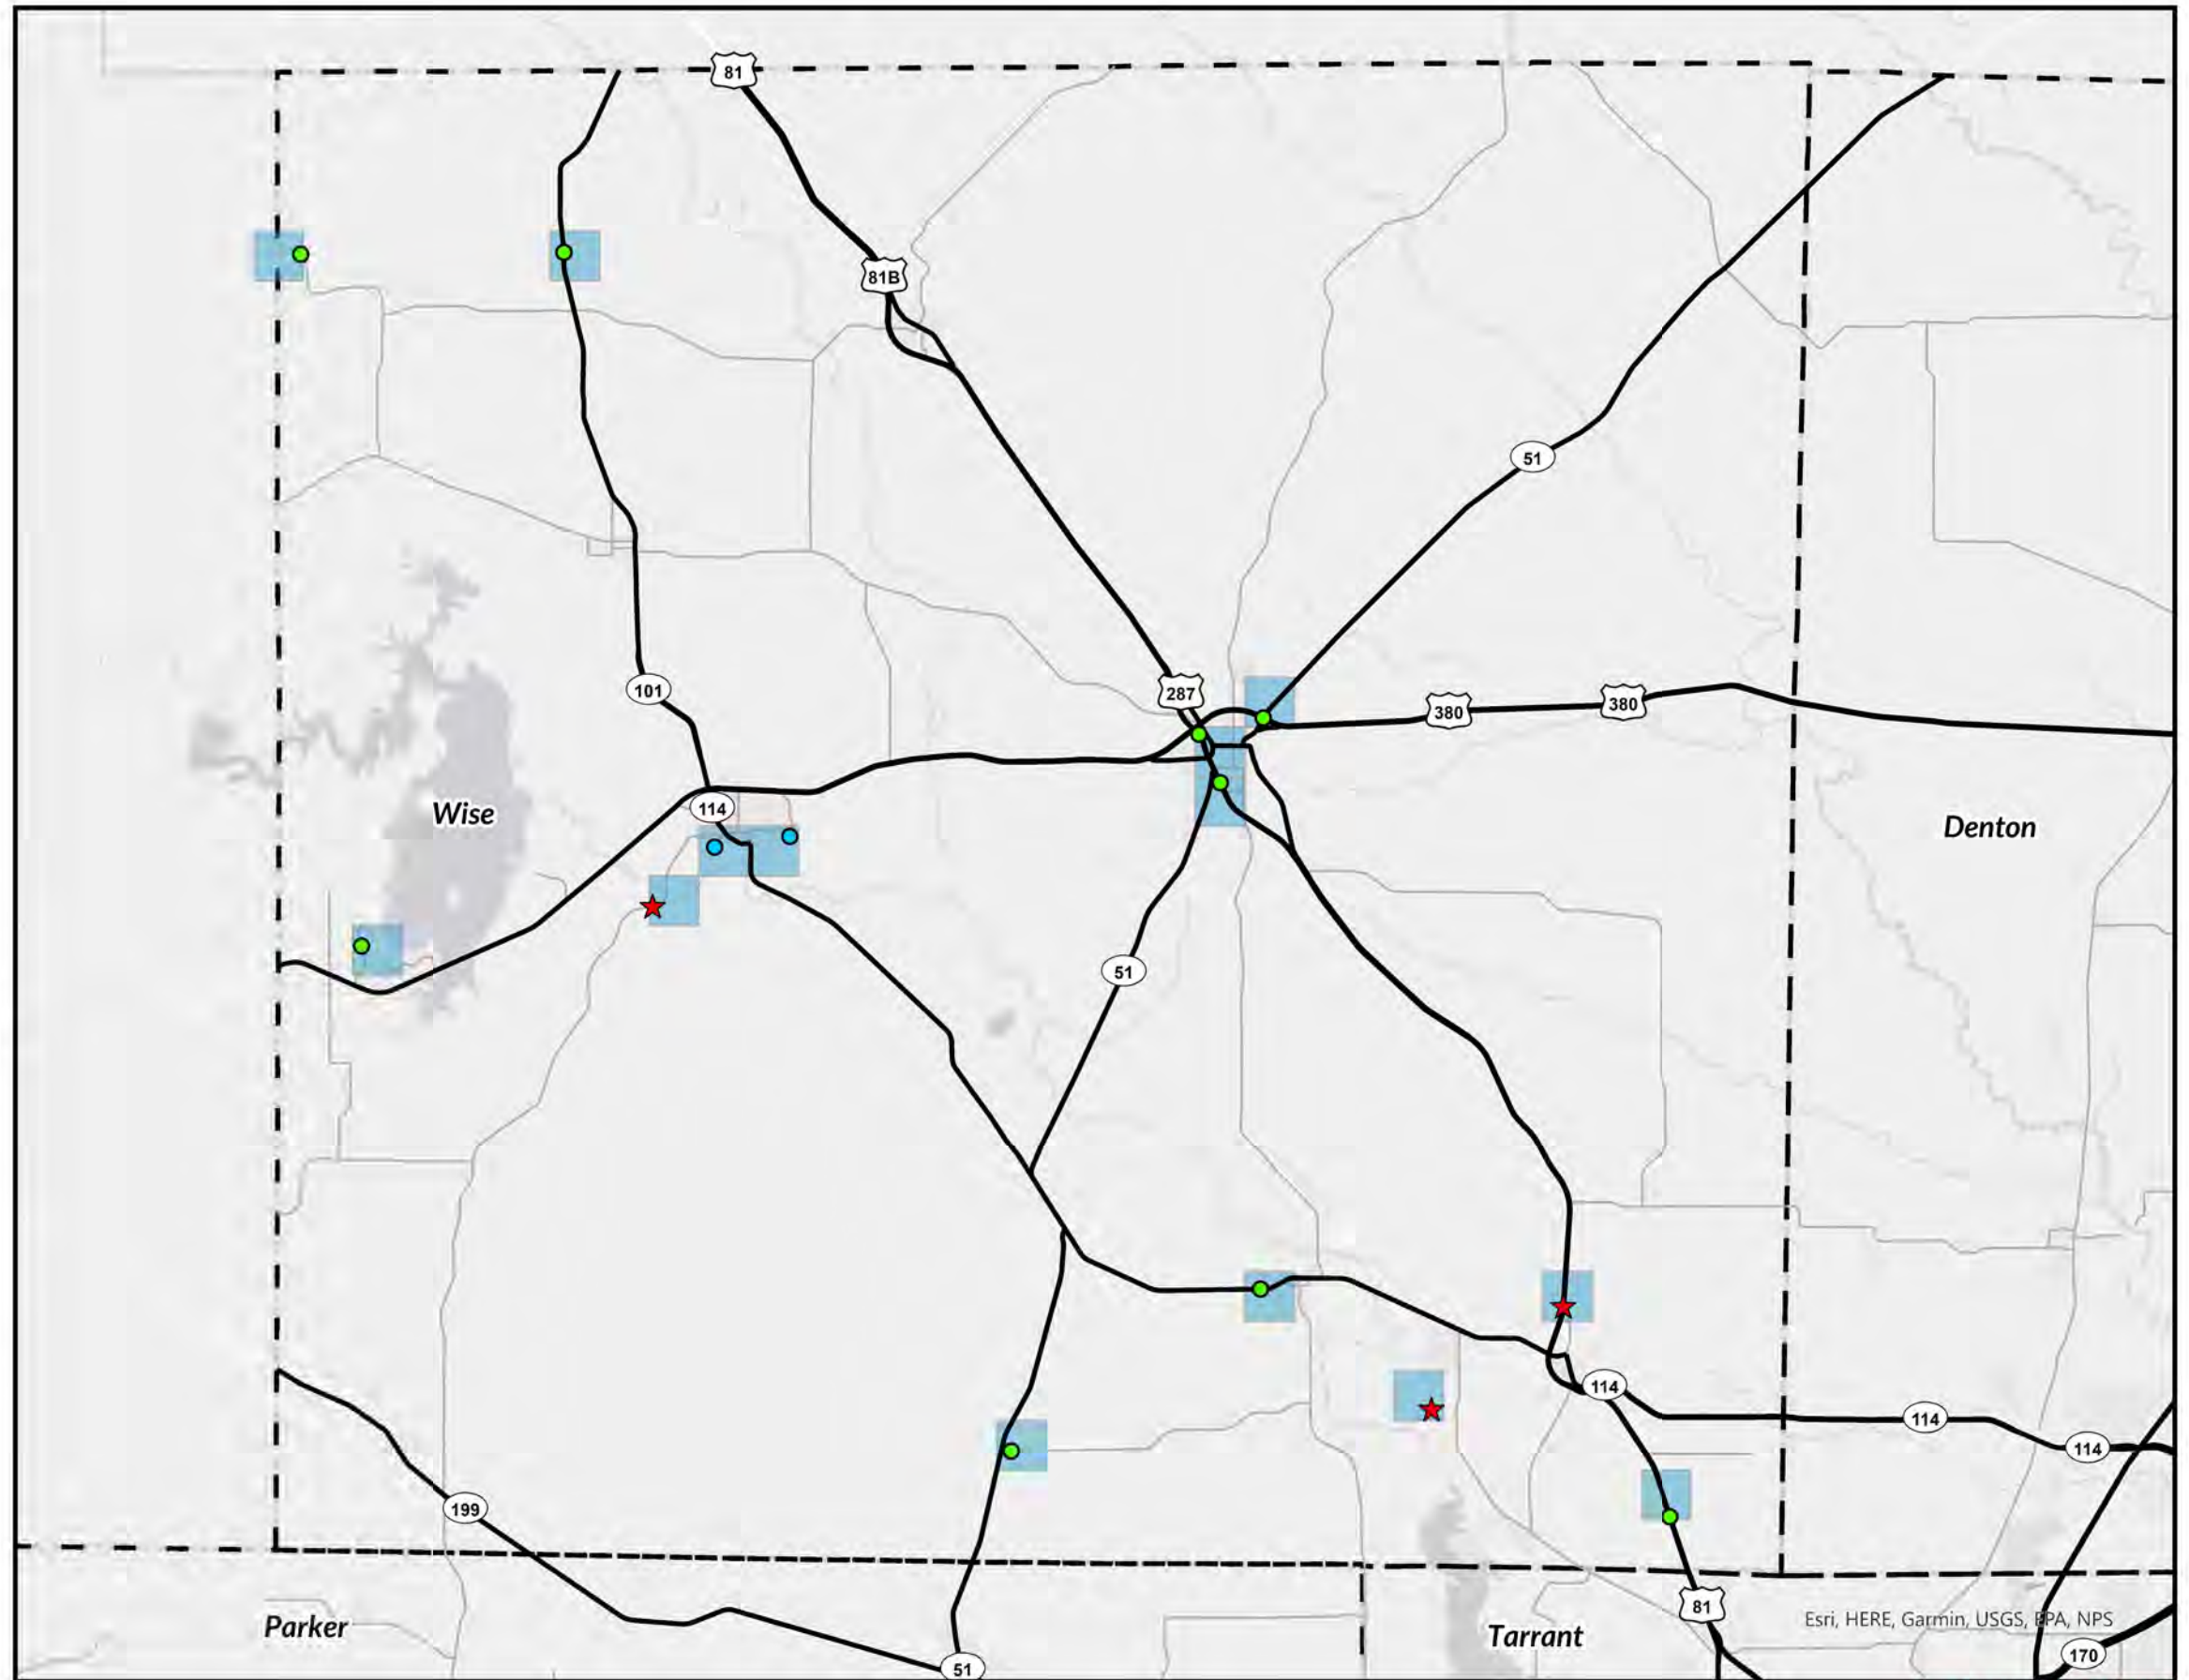 81
81B
51
101
287
380
380
114
Wise
Denton
51
114
114
114
199
81
Parker
Tarrant
Esri, HERE, Garmin, USGS, EPA, NPS
51
170